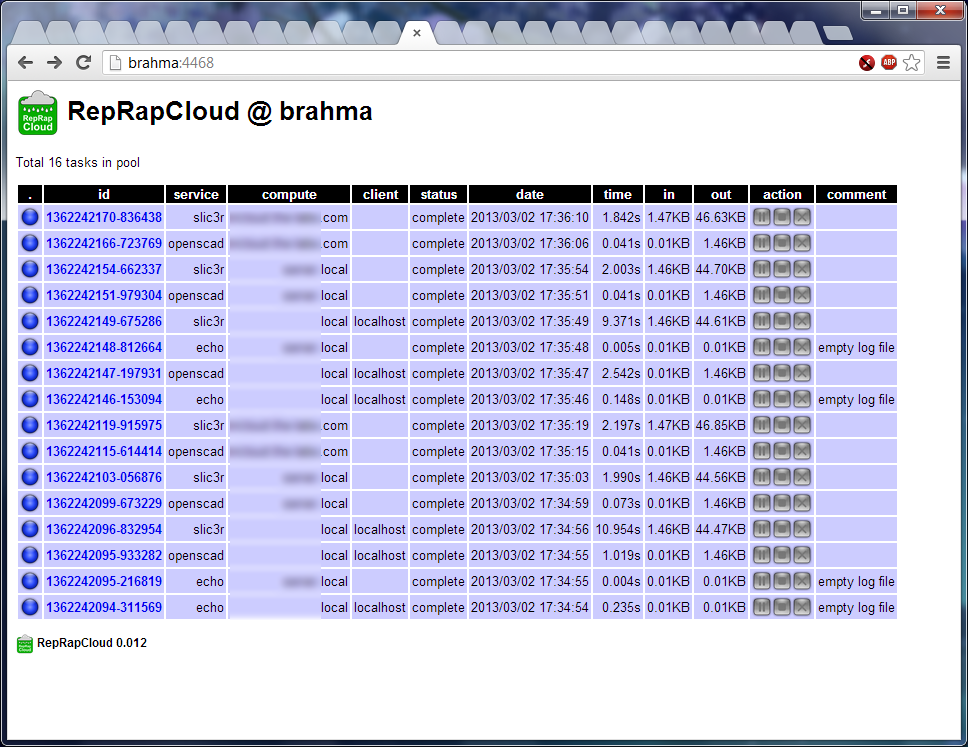 brahma:4468
ABP
RepRap
Cloud
RepRapCloud @ brahma
Total 16 tasks in pool
. id service compute client status date time in out action comment
1362242170-836438 slic3r .com complete 2013/03/02 17:36:10 1.842s 1.47KB 46.63KB
1362242166-723769 openscad .com complete 2013/03/02 17:36:06 0.041s 0.01KB 1.46KB
1362242154-662337 slic3r local complete 2013/03/02 17:35:54 2.003s 1.46KB 44.70KB
1362242151-979304 openscad local complete 2013/03/02 17:35:51 0.041s 0.01KB 1.46KB
1362242149-675286 slic3r local localhost complete 2013/03/02 17:35:49 9.371s 1.46KB 44.61KB
1362242148-812664 echo local complete 2013/03/02 17:35:48 0.005s 0.01KB 0.01KB empty log file
1362242147-197931 openscad local localhost complete 2013/03/02 17:35:47 2.542s 0.01KB 1.46KB
1362242146-153094 echo local localhost complete 2013/03/02 17:35:46 0.148s 0.01KB 0.01KB empty log file
1362242119-915975 slic3r .com complete 2013/03/02 17:35:19 2.197s 1.47KB 46.85KB
1362242115-614414 openscad .com complete 2013/03/02 17:35:15 0.041s 0.01KB 1.46KB
1362242103-056876 slic3r local complete 2013/03/02 17:35:03 1.990s 1.46KB 44.56KB
1362242099-673229 openscad local complete 2013/03/02 17:34:59 0.073s 0.01KB 1.46KB
1362242096-832954 slic3r local localhost complete 2013/03/02 17:34:56 10.954s 1.46KB 44.47KB
1362242095-933282 openscad local localhost complete 2013/03/02 17:34:55 1.019s 0.01KB 1.46KB
1362242095-216819 echo local complete 2013/03/02 17:34:55 0.004s 0.01KB 0.01KB empty log file
1362242094-311569 echo local localhost complete 2013/03/02 17:34:54 0.235s 0.01KB 0.01KB empty log file
RepRapCloud 0.012